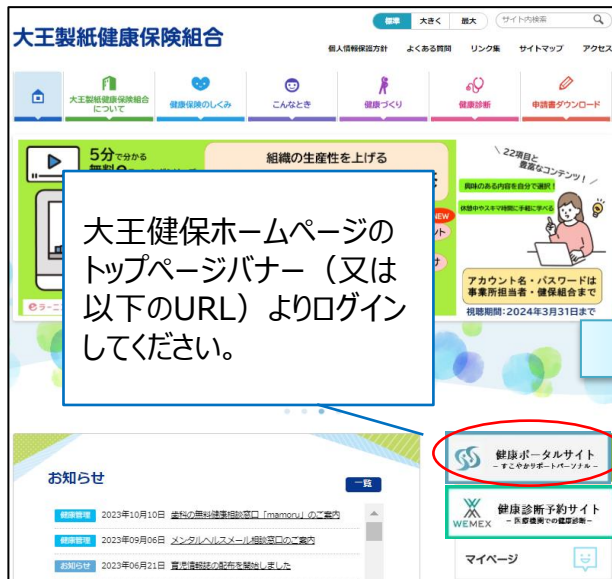 標準 大きく 最大 サイト内検索
大王製紙健康保険組合
個人情報保護方針 よくある質問 リンク集 サイトマップ アクセス
大王製紙健康保険組合
について
健康保険のしくみ
こんなとき
健康づくり
健康診断
申請書ダウンロード
5分で分かる
組織の生産性を上げる
22項目と
豊富なコンテンツ!
興味のある内容を自分で選択!
休憩中やスキマ時間に手軽に学べる
NEW
大王健保ホームページの
トップページバナー(又は
以下のURL)よりログイン
してください。
アカウント名・パスワードは
事業所担当者・健保組合まで
視聴期間:2024年3月31日まで
eラーニ
お知らせ
一覧
健康管理 2023年10月10日 歯科の無料健康相談窓口「mamoru」のご案内
健康管理 2023年09月06日 メンタルヘルスメール相談窓口のご案内
お知らせ 2023年06月21日 育児情報誌の配布を開始しました
健康ポータルサイト
-すこやかサポートパーソナル-
WEMEX
健康診断予約サイト
-医療機関での健康診断-
マイページ